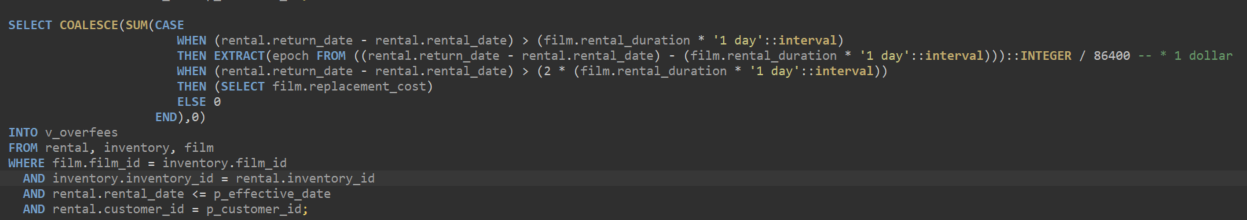 SELECT COALESCE(SUM(CASE
WHEN (rental.return_date - rental.rental_date) > (film.rental_duration * '1 day'::interval)
THEN EXTRACT(epoch FROM ((rental.return_date - rental.rental_date) - (film.rental_duration * '1 day'::interval)))::INTEGER / 86400 -- * 1 dollar
WHEN (rental.return_date - rental.rental_date) > (2 * (film.rental_duration * '1 day'::interval))
THEN (SELECT film.replacement_cost)
ELSE 0
END),0)
INTO v_overfees
FROM rental, inventory, film
WHERE film.film_id = inventory.film_id
AND inventory.inventory_id = rental.inventory_id
AND rental.rental_date <= p_effective_date
AND rental.customer_id = p_customer_id;